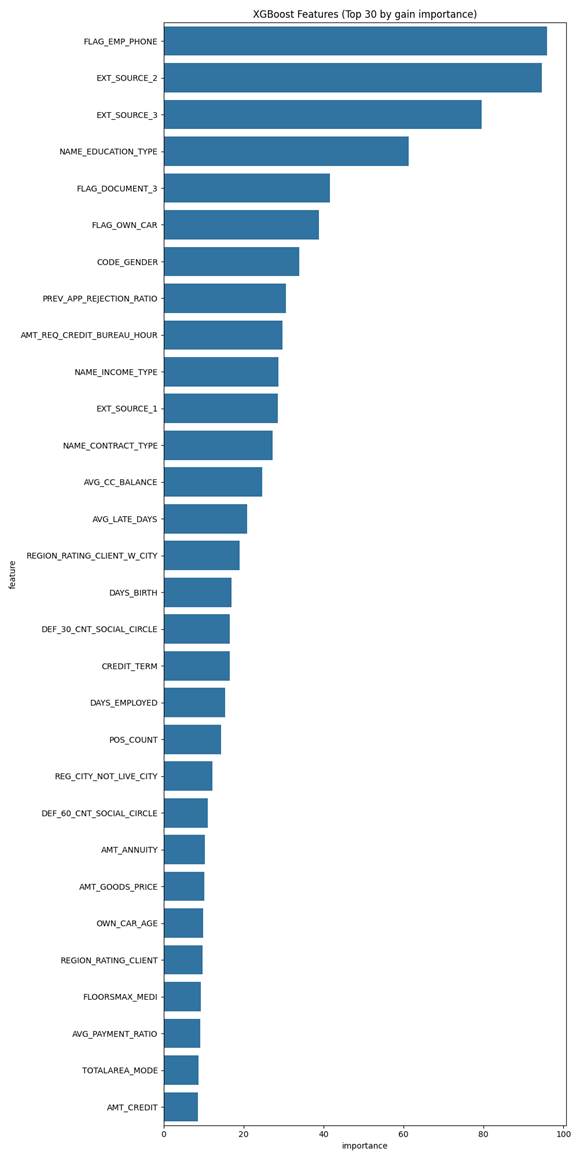 XGBoost Features (Top 30 by gain importance)
FLAG_EMP_PHONE
EXT_SOURCE_2
EXT_SOURCE_3
NAME_EDUCATION_TYPE
FLAG_DOCUMENT_3
FLAG_OWN_CAR
CODE_GENDER
PREV_APP_REJECTION_RATIO
AMT_REQ_CREDIT_BUREAU_HOUR
NAME_INCOME_TYPE
EXT_SOURCE_1
NAME_CONTRACT_TYPE
AVG_CC_BALANCE
AVG_LATE_DAYS
REGION_RATING_CLIENT_W_CITY
feature
DAYS_BIRTH
DEF_30_CNT_SOCIAL_CIRCLE
CREDIT_TERM
DAYS_EMPLOYED
POS_COUNT
REG_CITY_NOT_LIVE_CITY
DEF_60_CNT_SOCIAL_CIRCLE
AMT_ANNUITY
AMT_GOODS_PRICE
OWN_CAR_AGE
REGION_RATING_CLIENT
FLOORSMAX_MEDI
AVG_PAYMENT_RATIO
TOTALAREA_MODE
AMT_CREDIT
0 20 40 60 80 100
importance